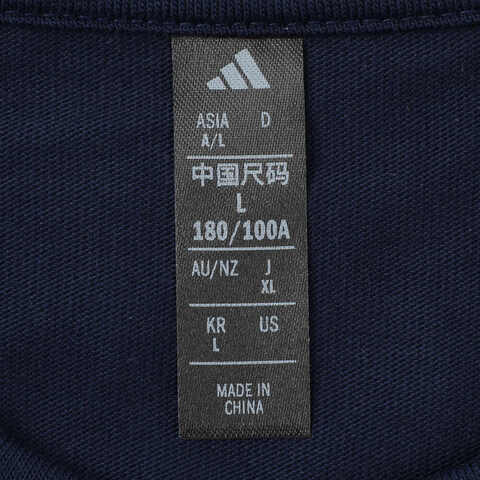 ASIA D
A/L
中国尺码
L
180/100A
AU/NZ J
XL
KR US
L
MADE IN
CHINA